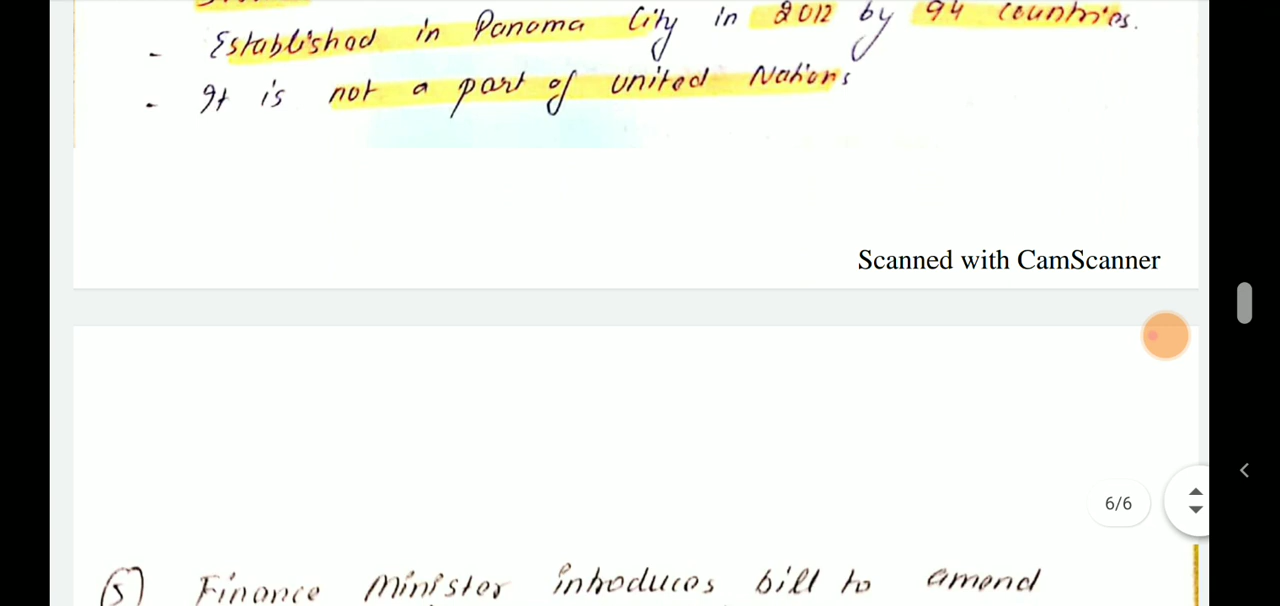 - Established in Panama City in 2012 by 94 countries.
- It is not a part of united Nations
Scanned with CamScanner
6/6
(5) Finance Minister introduces bill to amend